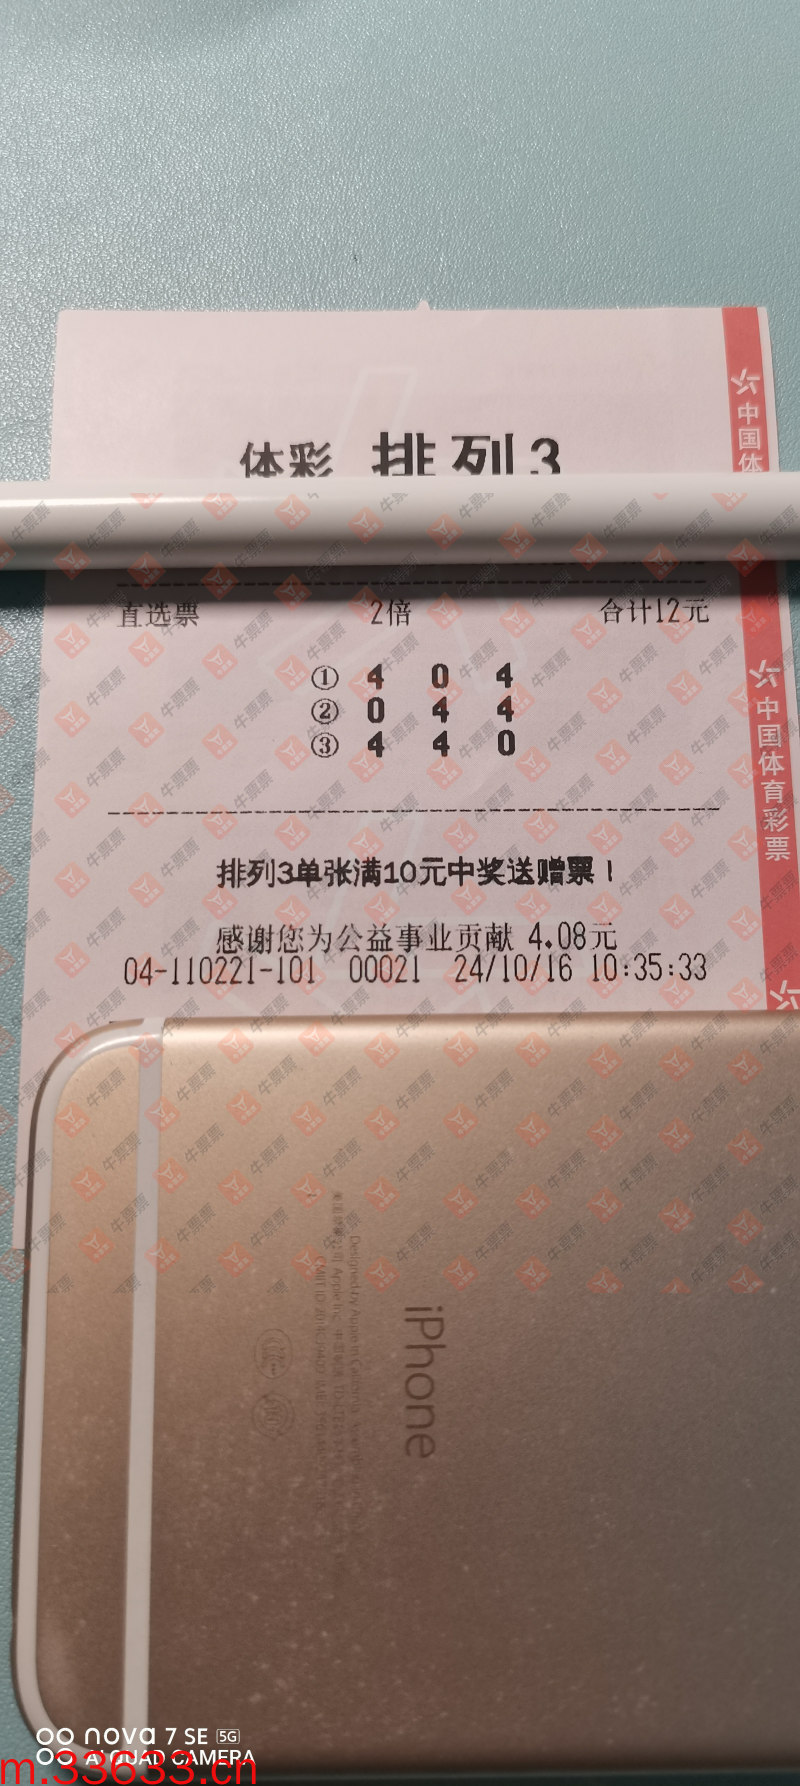 体彩 排列3
中国体
直选票 2倍 合计12元
① 4 0 4
② 0 4 4
③ 4 4 0
中国体育彩票
排列3单张满10元中奖送赠票！
感谢您为公益事业贡献 4.08元
04-110221-101 00021 24/10/16 10:35:33
牛票票
iPhone
nova 7 SE 5G
AI QUAD CAMERA
m.33633.cn